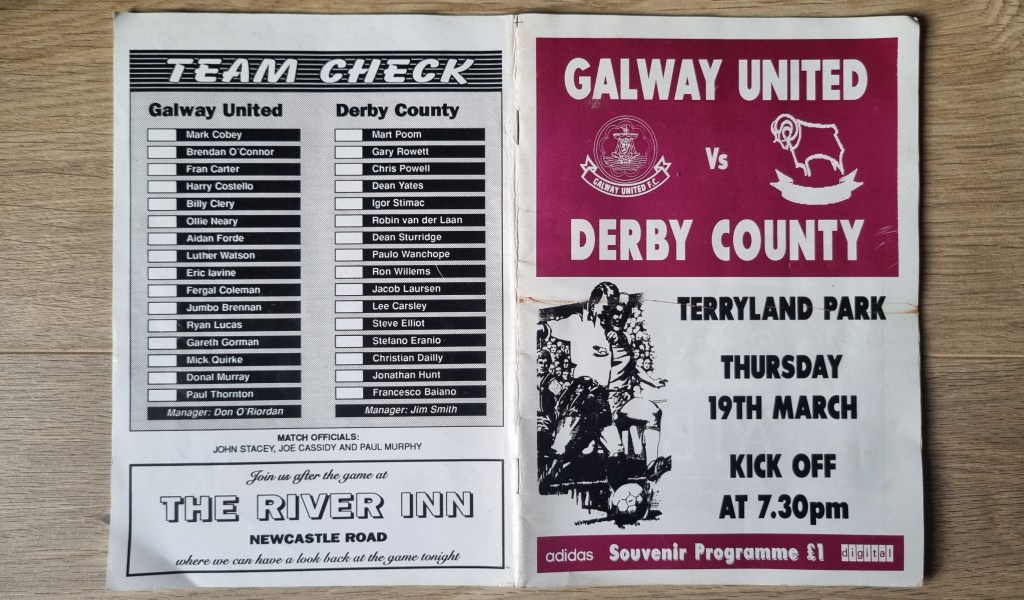 TEAM CHECK
Galway United
Mark Cobey
Brendan O'Connor
Fran Carter
Harry Costello
Billy Clery
Ollie Neary
Aidan Forde
Luther Watson
Eric lavine
Fergal Coleman
Jumbo Brennan
Ryan Lucas
Gareth Gorman
Mick Quirke
Donal Murray
Paul Thornton
Manager: Don O'Riordan
Derby County
Mart Poom
Gary Rowett
Chris Powell
Dean Yates
Igor Stimac
Robin van der Laan
Dean Sturridge
Paulo Wanchope
Ron Willems
Jacob Laursen
Lee Carsley
Steve Elliot
Stefano Eranio
Christian Dailly
Jonathan Hunt
Francesco Baiano
Manager: Jim Smith
MATCH OFFICIALS:
JOHN STACEY, JOE CASSIDY AND PAUL MURPHY
Join us after the game at
THE RIVER INN
NEWCASTLE ROAD
where we can have a look back at the game tonight
GALWAY UNITED
GALWAY UNITED F.C.
Vs
DERBY COUNTY
TERRYLAND PARK
THURSDAY
19TH MARCH
KICK OFF
AT 7.30pm
adidas Souvenir Programme £1 digital